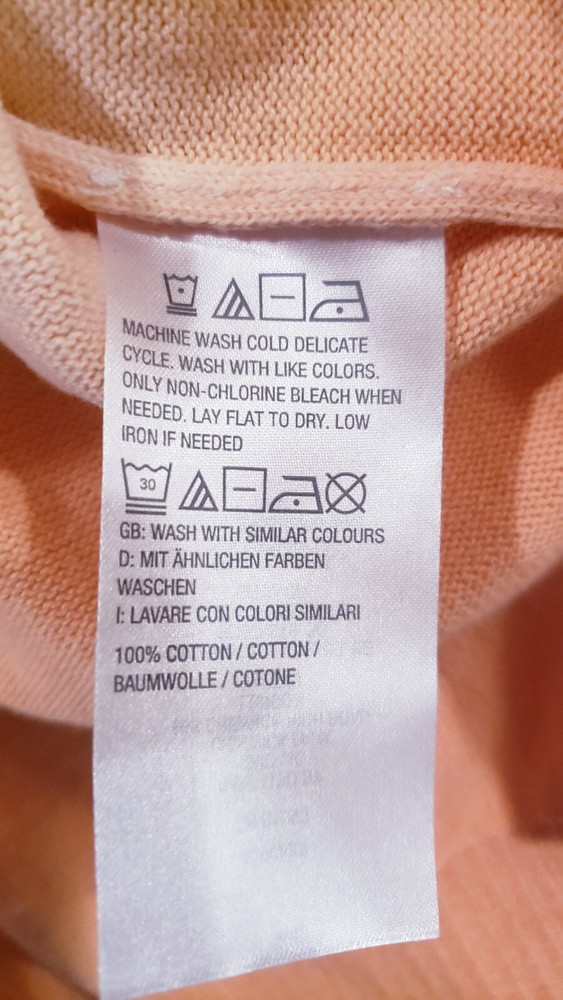 MACHINE WASH COLD DELICATE
CYCLE. WASH WITH LIKE COLORS.
ONLY NON-CHLORINE BLEACH WHEN
NEEDED. LAY FLAT TO DRY. LOW
IRON IF NEEDED
30
GB: WASH WITH SIMILAR COLOURS
D: MIT ÄHNLICHEN FARBEN
WASCHEN
I: LAVARE CON COLORI SIMILARI
100% COTTON / COTTON /
BAUMWOLLE / COTONE